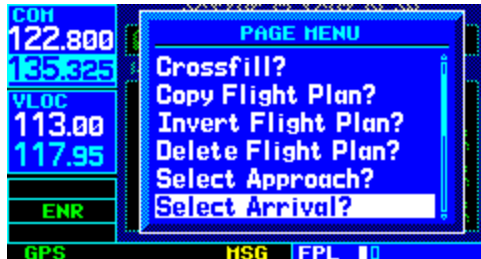 COM
122.800
135.325
VLOC
113.00
117.95
ENR
PAGE MENU
Crossfill?
Copy Flight Plan?
Invert Flight Plan?
Delete Flight Plan?
Select Approach?
Select Arrival?
GPS MSG FPL